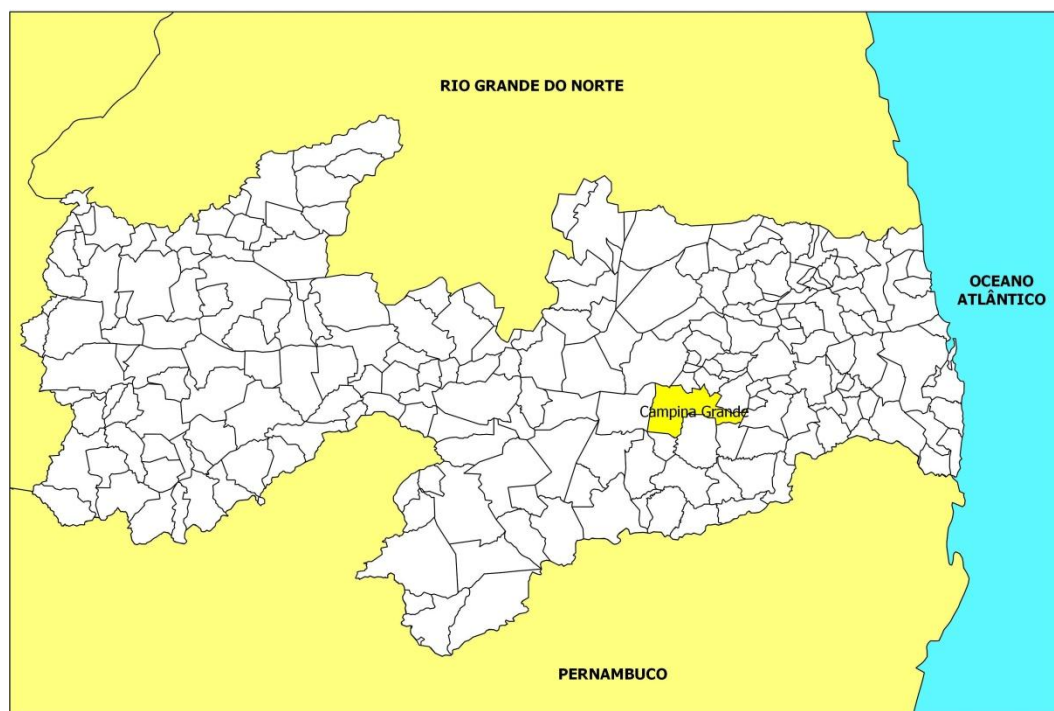 RIO GRANDE DO NORTE
OCEANO
ATLÂNTICO
Campina Grande
PERNAMBUCO